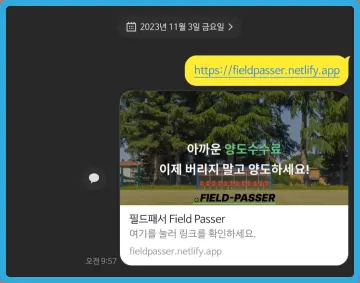 2023년 11월 3일 금요일
https://fieldpasser.netlify.app
아까운 양도수수료
이제 버리지 말고 양도하세요!
FIELD-PASSER
필드패서 Field Passer
여기를 눌러 링크를 확인하세요.
fieldpasser.netlify.app
오전 9:57